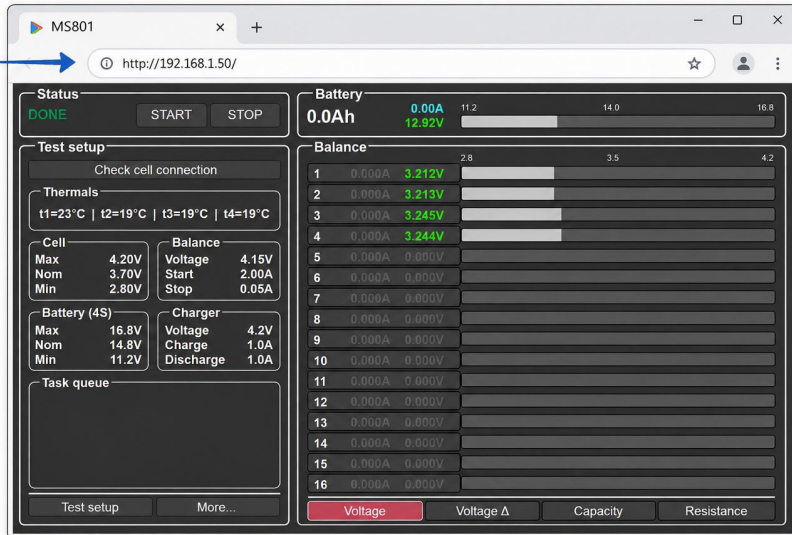 MS801
http://192.168.1.50/
Status
DONE START STOP
Test setup
Check cell connection
Thermals
t1=23°C | t2=19°C | t3=19°C | t4=19°C
Cell
Max 4.20V
Nom 3.70V
Min 2.80V
Balance
Voltage 4.15V
Start 2.00A
Stop 0.05A
Battery (4S)
Max 16.8V
Nom 14.8V
Min 11.2V
Charger
Voltage 4.2V
Charge 1.0A
Discharge 1.0A
Task queue
Test setup More...
Battery
0.0Ah 0.00A 12.92V
11.2 14.0 16.8
Balance
2.8 3.5 4.2
1 0.000A 3.212V
2 0.000A 3.213V
3 0.000A 3.245V
4 0.000A 3.244V
5 0.000A 0.000V
6 0.000A 0.000V
7 0.000A 0.000V
8 0.000A 0.000V
9 0.000A 0.000V
10 0.000A 0.000V
11 0.000A 0.000V
12 0.000A 0.000V
13 0.000A 0.000V
14 0.000A 0.000V
15 0.000A 0.000V
16 0.000A 0.000V
Voltage Voltage Δ Capacity Resistance